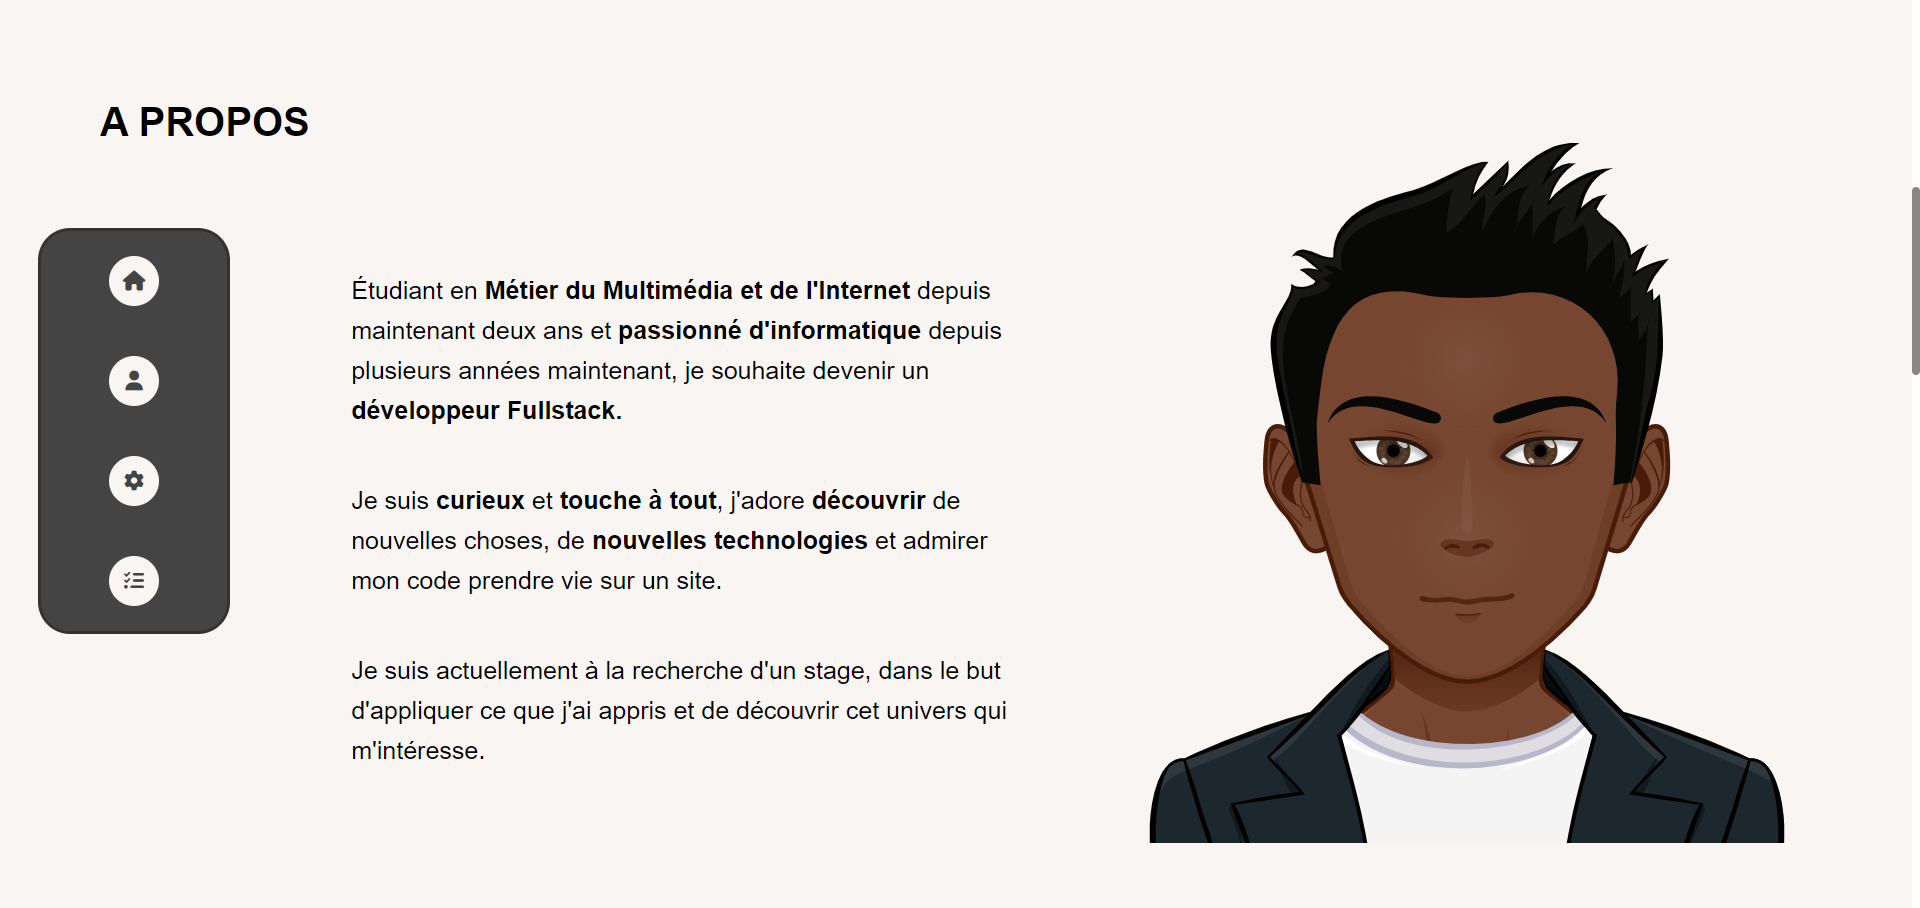 A PROPOS
Étudiant en Métier du Multimédia et de l'Internet depuis
maintenant deux ans et passionné d'informatique depuis
plusieurs années maintenant, je souhaite devenir un
développeur Fullstack.
Je suis curieux et touche à tout, j'adore découvrir de
nouvelles choses, de nouvelles technologies et admirer
mon code prendre vie sur un site.
Je suis actuellement à la recherche d'un stage, dans le but
d'appliquer ce que j'ai appris et de découvrir cet univers qui
m'intéresse.